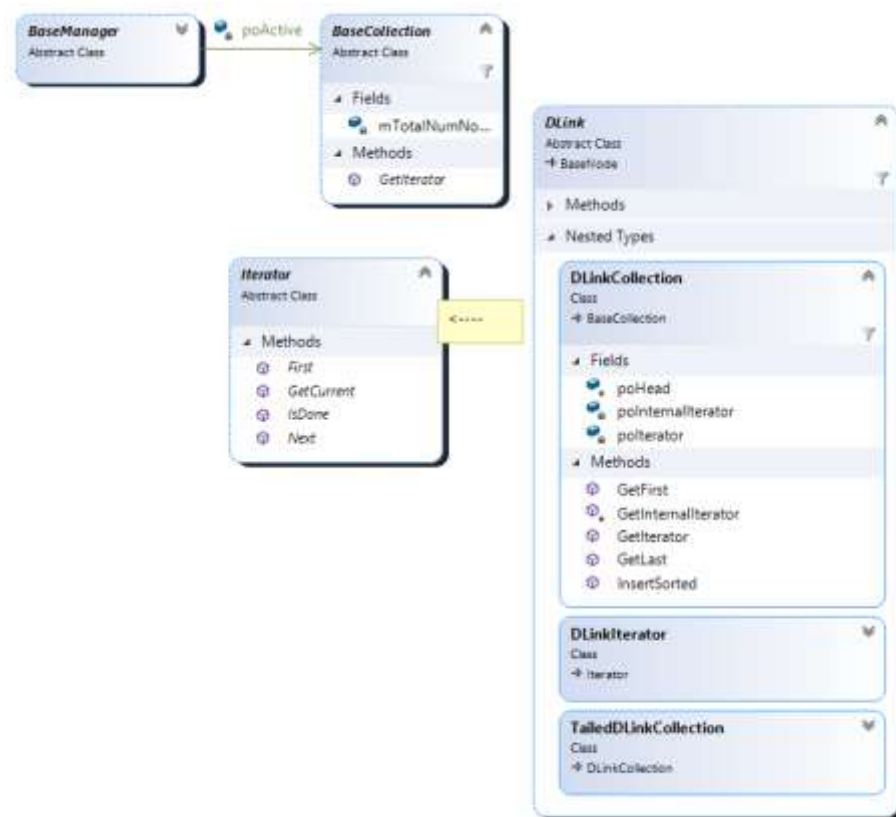 BaseManager
Abstract Class
poActive
BaseCollection
Abstract Class
Fields
mTotalNumNo...
Methods
GetIterator
Iterator
Abstract Class
Methods
First
GetCurrent
IsDone
Next
<----
DLink
Abstract Class
BaseNode
Methods
Nested Types
DLinkCollection
Class
BaseCollection
Fields
poHead
poInternalIterator
poIterator
Methods
GetFirst
GetInternalIterator
GetIterator
GetLast
InsertSorted
DLinkIterator
Class
Iterator
TailedDLinkCollection
Class
DLinkCollection